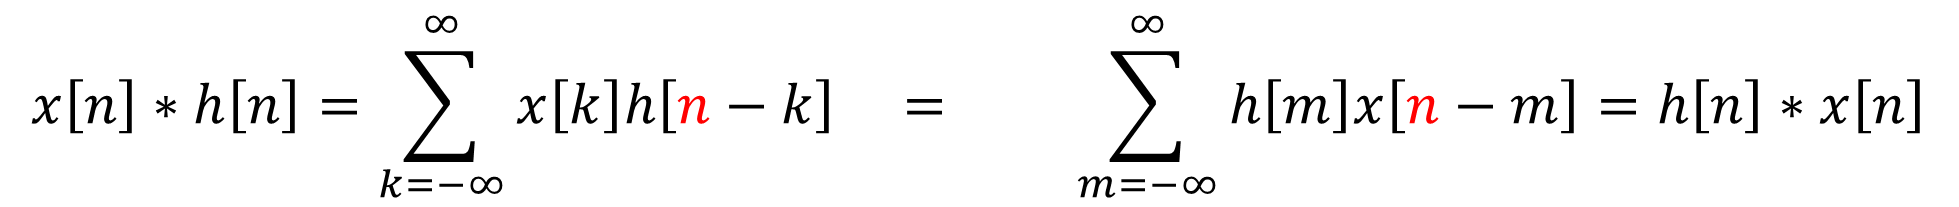 x[n] ∗ h[n] = ∑_{k=−∞}^{∞} x[k]h[n − k] = ∑_{m=−∞}^{∞} h[m]x[n − m] = h[n] ∗ x[n]